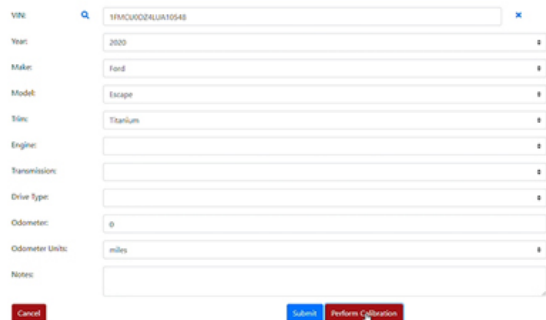 VIN: 1FMCU0DZ4LUA10548
Year: 2020
Make: Ford
Model: Escape
Trim: Titanium
Engine:
Transmission:
Drive Type:
Odometer: 0
Odometer Units: miles
Notes:
Cancel Submit Perform Calibration